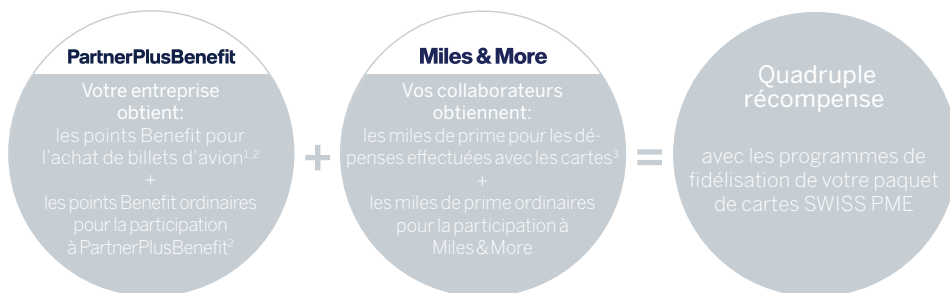 PartnerPlusBenefit
Votre entreprise
obtient:
les points Benefit pour
l'achat de billets d'avion1, 2
+
les points Benefit ordinaires
pour la participation
à PartnerPlusBenefit2
+
Miles & More
Vos collaborateurs
obtiennent:
les miles de prime pour les dé-
penses effectuées avec les cartes3
+
les miles de prime ordinaires
pour la participation à
Miles & More
=
Quadruple
récompense
avec les programmes de
fidélisation de votre paquet
de cartes SWISS PME